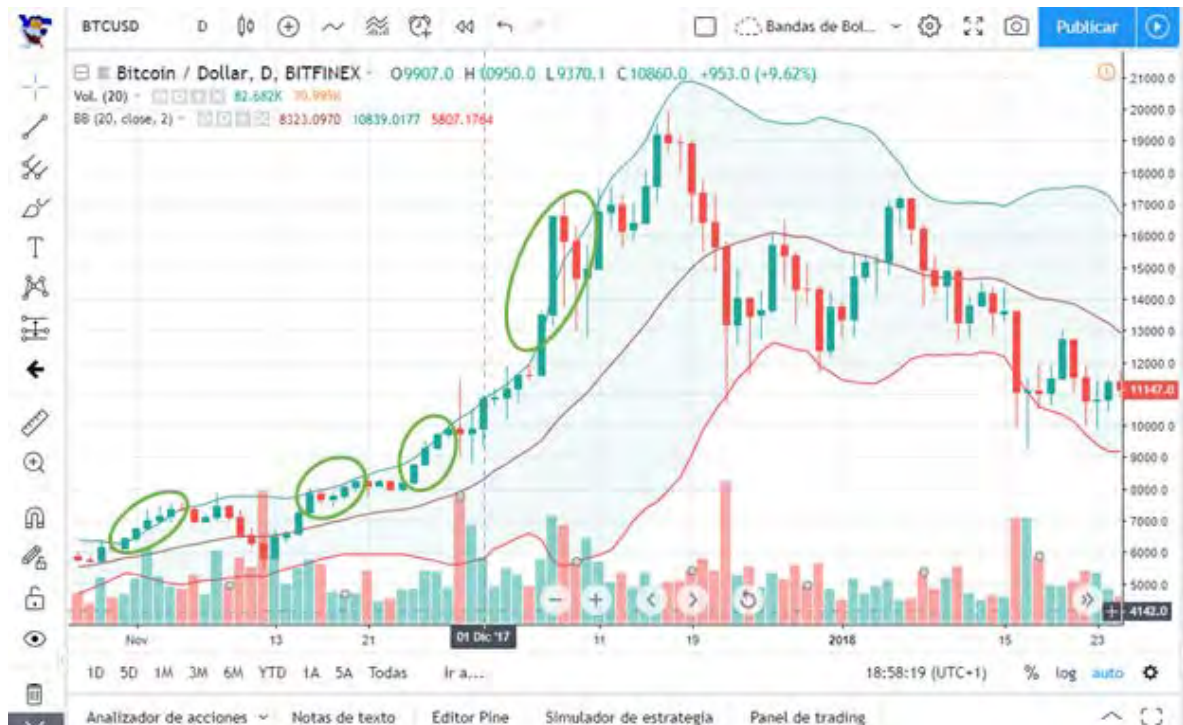 BTCUSD D Bandas de Bol... Publicar
Bitcoin / Dollar, D, BITFINEX O9907.0 H10950.0 L9370.1 C10860.0 +953.0 (+9.62%)
Vol. (20) 82.682K
BB (20, close, 2) 8323.0970 10839.0177 5807.1764
21000.0
20000.0
19000.0
18000.0
17000.0
16000.0
15000.0
14000.0
13000.0
12000.0
11147.0
10000.0
9000.0
8000.0
7000.0
6000.0
5000.0
4142.0
Nov 13 21 01 Dic '17 11 19 2018 15 23
1D 5D 1M 3M 6M YTD 1A 5A Todas Ir a... 18:58:19 (UTC+1) % log auto
Analizador de acciones Notas de texto Editor Pine Simulador de estrategia Panel de trading